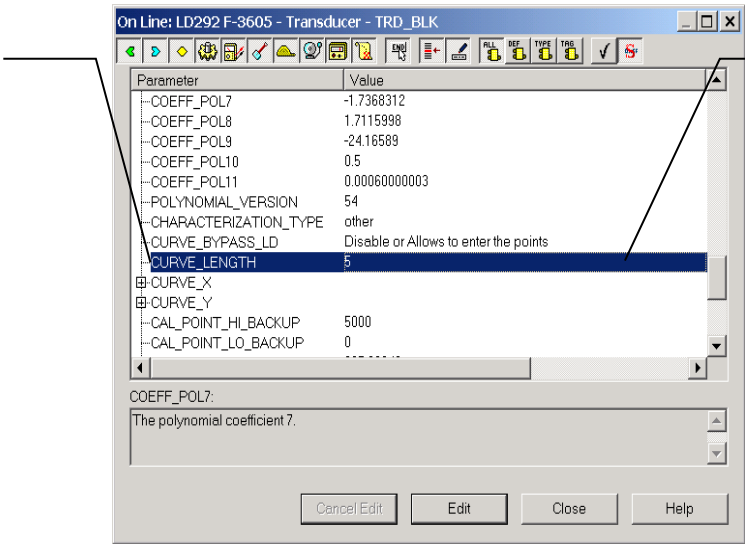 On Line: LD292 F-3605 - Transducer - TRD_BLK
END ALL DEF TYPE TAG
Parameter Value
COEFF_POL7 -1.7368312
COEFF_POL8 1.7115998
COEFF_POL9 -24.16589
COEFF_POL10 0.5
COEFF_POL11 0.00060000003
POLYNOMIAL_VERSION 54
CHARACTERIZATION_TYPE other
CURVE_BYPASS_LD Disable or Allows to enter the points
CURVE_LENGTH 5
CURVE_X
CURVE_Y
CAL_POINT_HI_BACKUP 5000
CAL_POINT_LO_BACKUP 0
COEFF_POL7:
The polynomial coefficient 7.
Cancel Edit Edit Close Help